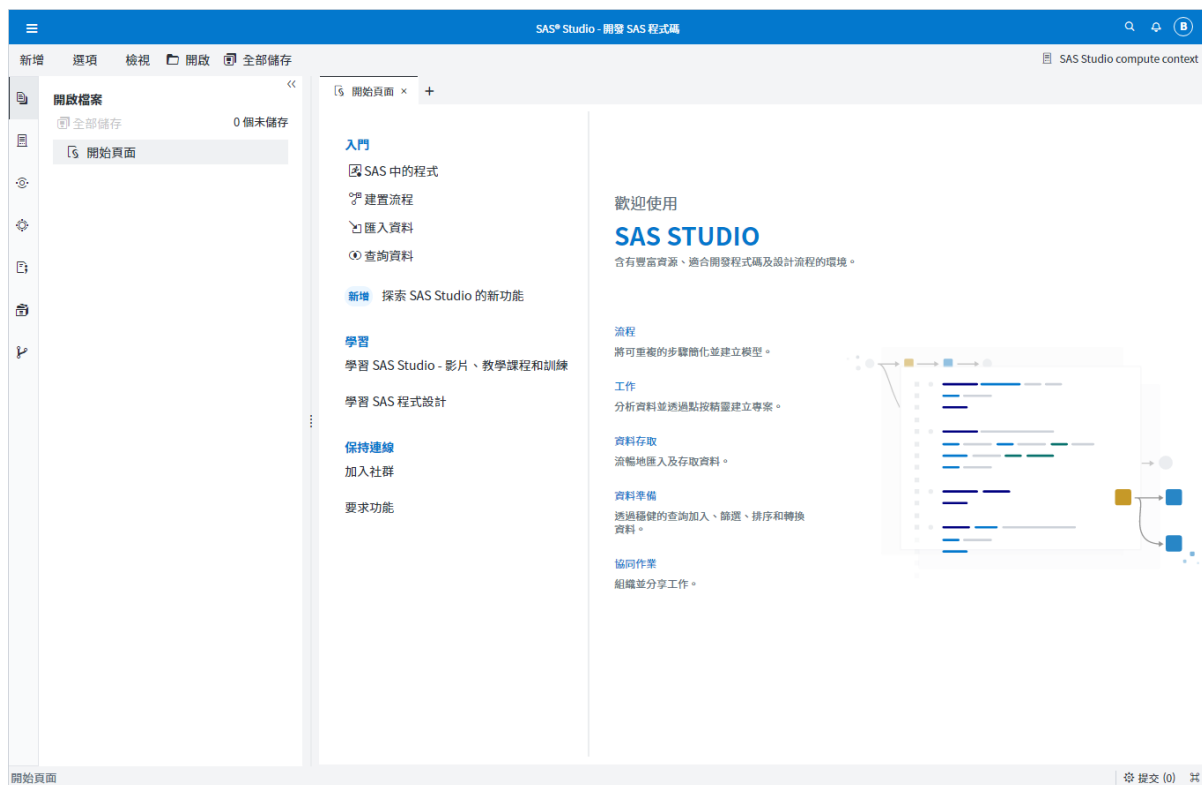 SAS® Studio - 開發 SAS 程式碼
B
新增 選項 檢視 開啟 全部儲存
SAS Studio compute context
開啟檔案
全部儲存 0 個未儲存
開始頁面
開始頁面 × +
入門
SAS 中的程式
建置流程
匯入資料
查詢資料
新增 探索 SAS Studio 的新功能
學習
學習 SAS Studio - 影片、教學課程和訓練
學習 SAS 程式設計
保持連線
加入社群
要求功能
歡迎使用
SAS STUDIO
含有豐富資源、適合開發程式碼及設計流程的環境。
流程
將可重複的步驟簡化並建立模型。
工作
分析資料並透過點按精靈建立專案。
資料存取
流暢地匯入及存取資料。
資料準備
透過穩健的查詢加入、篩選、排序和轉換
資料。
協同作業
組織並分享工作。
開始頁面
提交 (0)